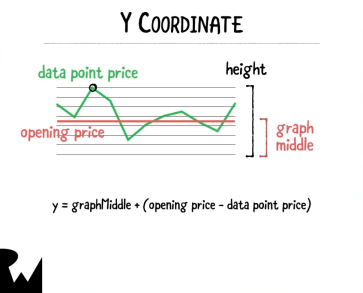 Y COORDINATE
data point price
height
opening price
graph
middle
y = graphMiddle + (opening price - data point price)